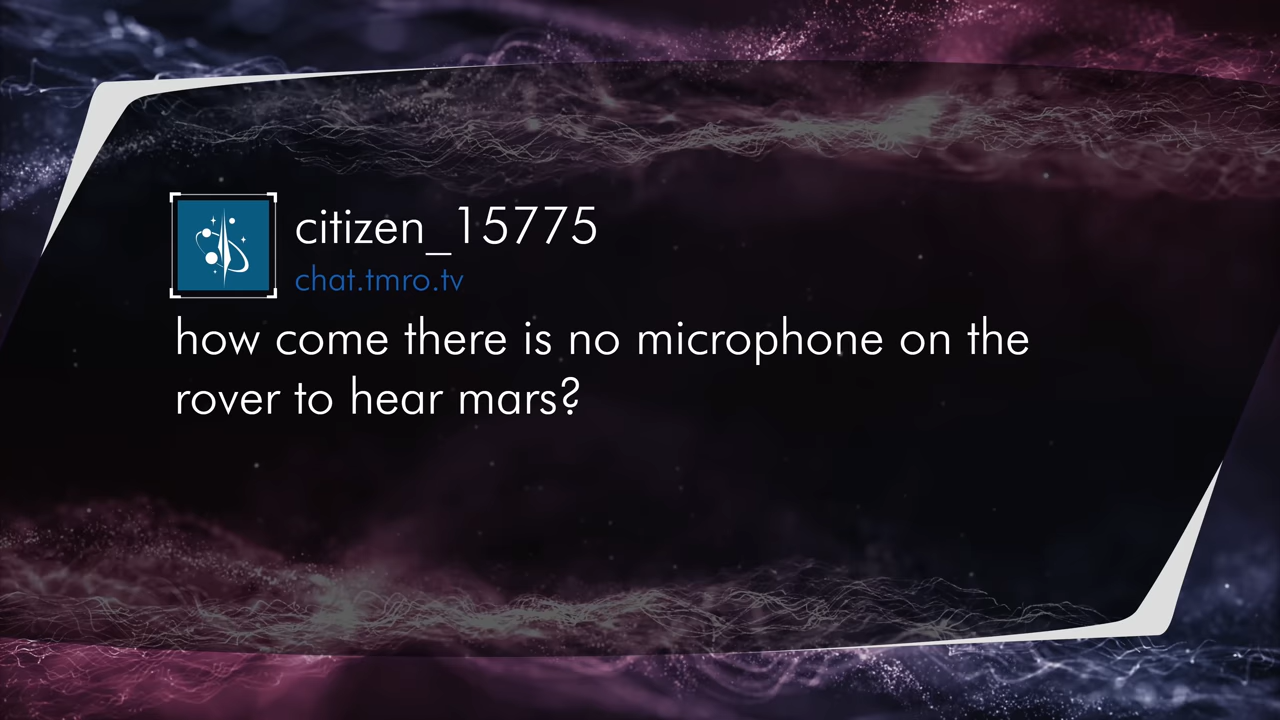 citizen_15775
chat.tmro.tv
how come there is no microphone on the
rover to hear mars?